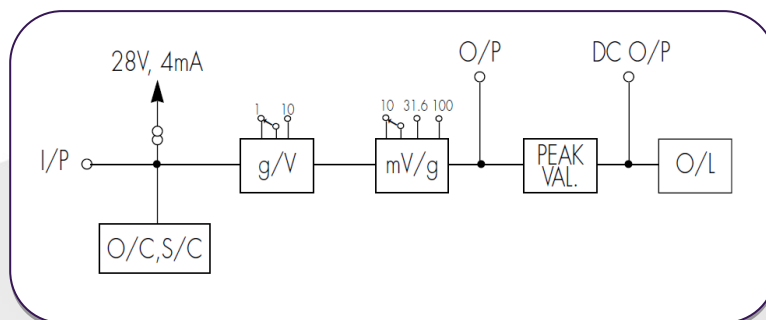 O/P
DC O/P
28V, 4mA
1 10
10 31.6 100
I/P
g/V
mV/g
PEAK
VAL.
O/L
O/C,S/C